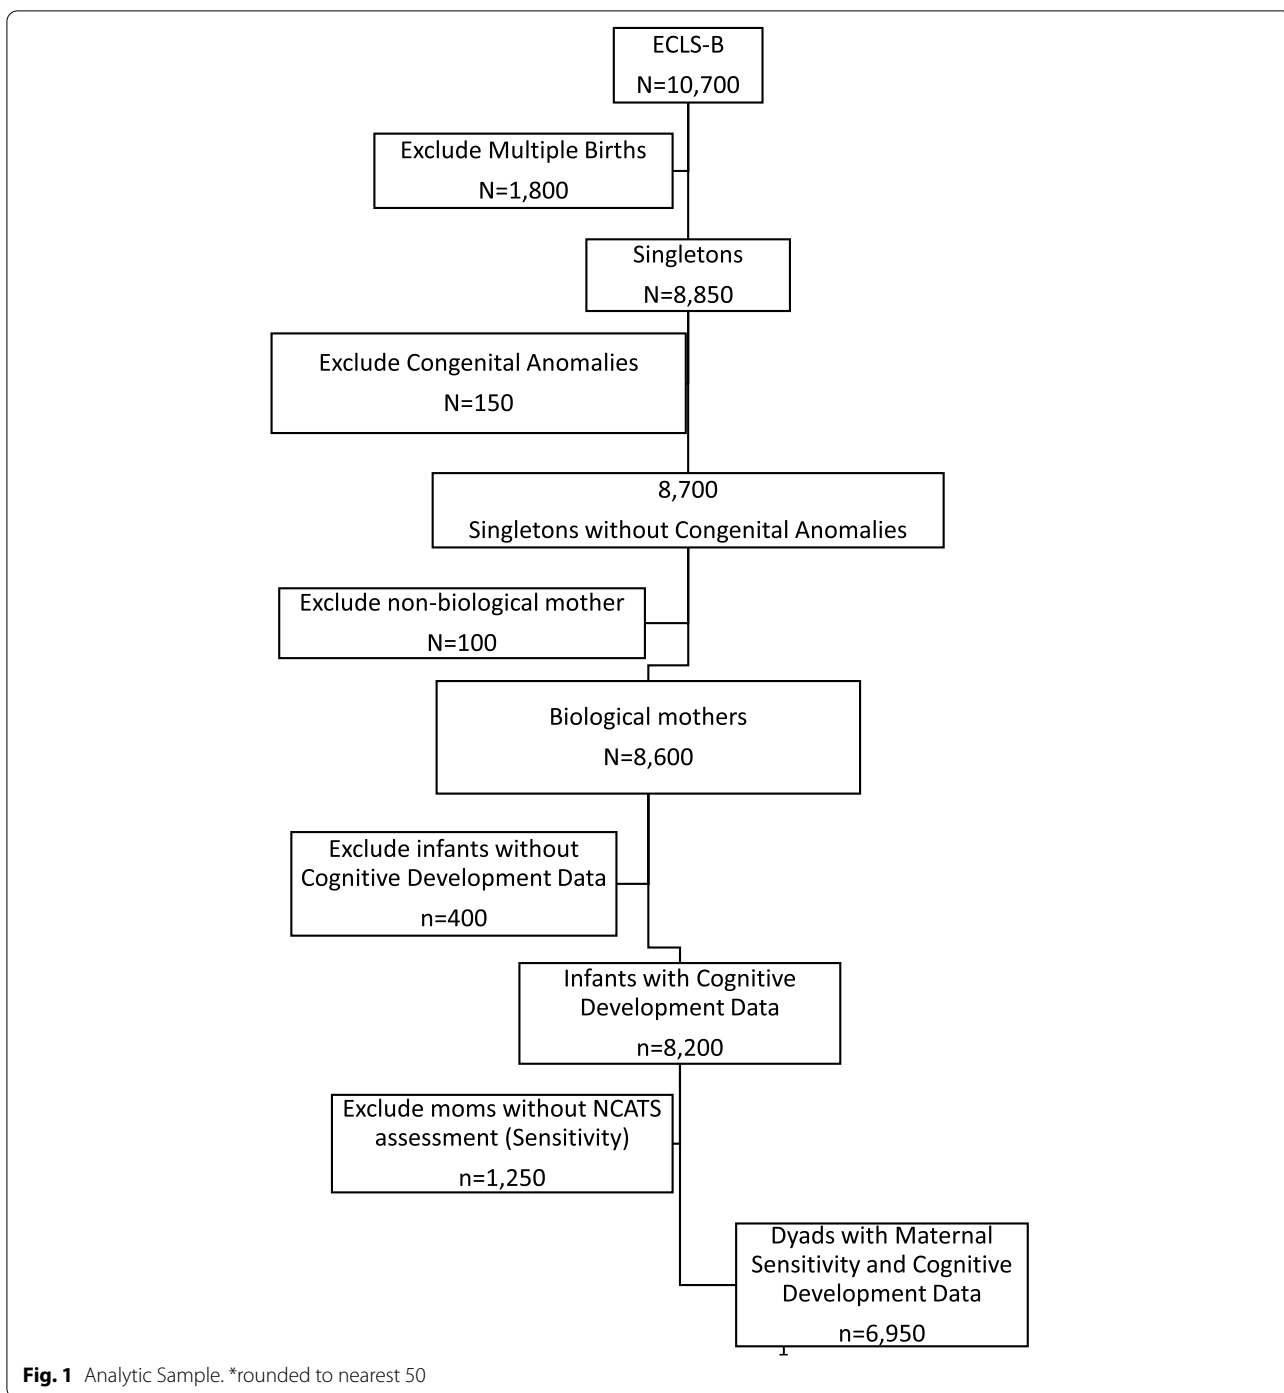 ECLS-B
N=10,700
Exclude Multiple Births
N=1,800
Singletons
N=8,850
Exclude Congenital Anomalies
N=150
8,700
Singletons without Congenital Anomalies
Exclude non-biological mother
N=100
Biological mothers
N=8,600
Exclude infants without
Cognitive Development Data
n=400
Infants with Cognitive
Development Data
n=8,200
Exclude moms without NCATS
assessment (Sensitivity)
n=1,250
Dyads with Maternal
Sensitivity and Cognitive
Development Data
n=6,950
Fig. 1 Analytic Sample. *rounded to nearest 50